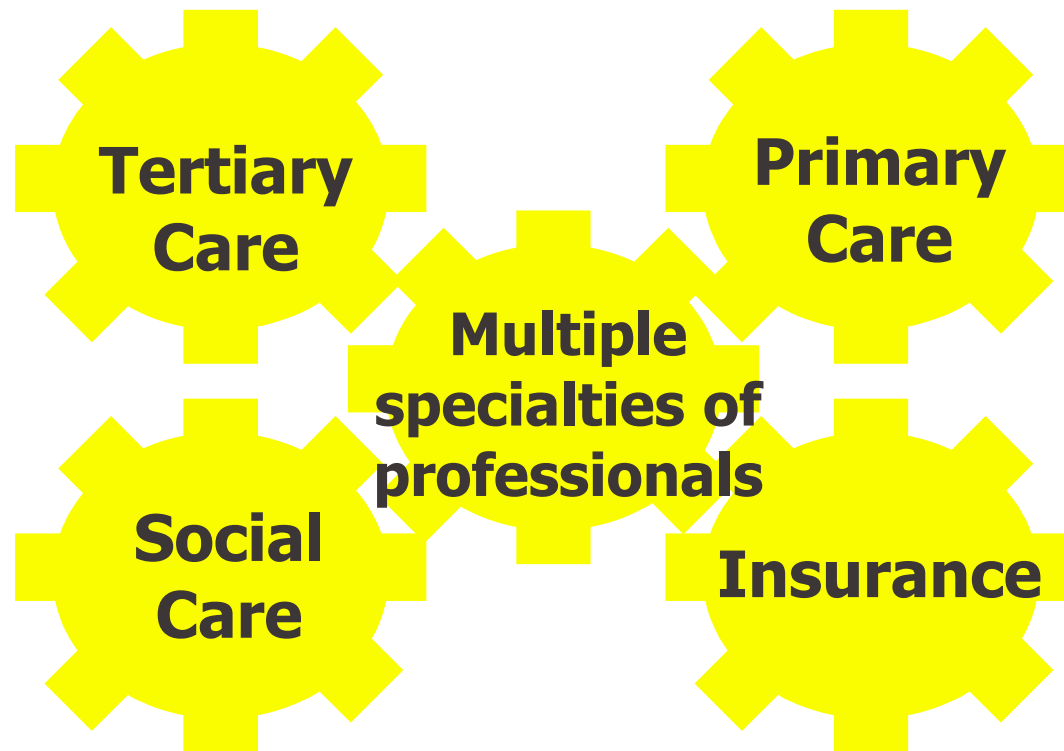 Tertiary
Care
Primary
Care
Multiple
specialties of
professionals
Social
Care
Insurance